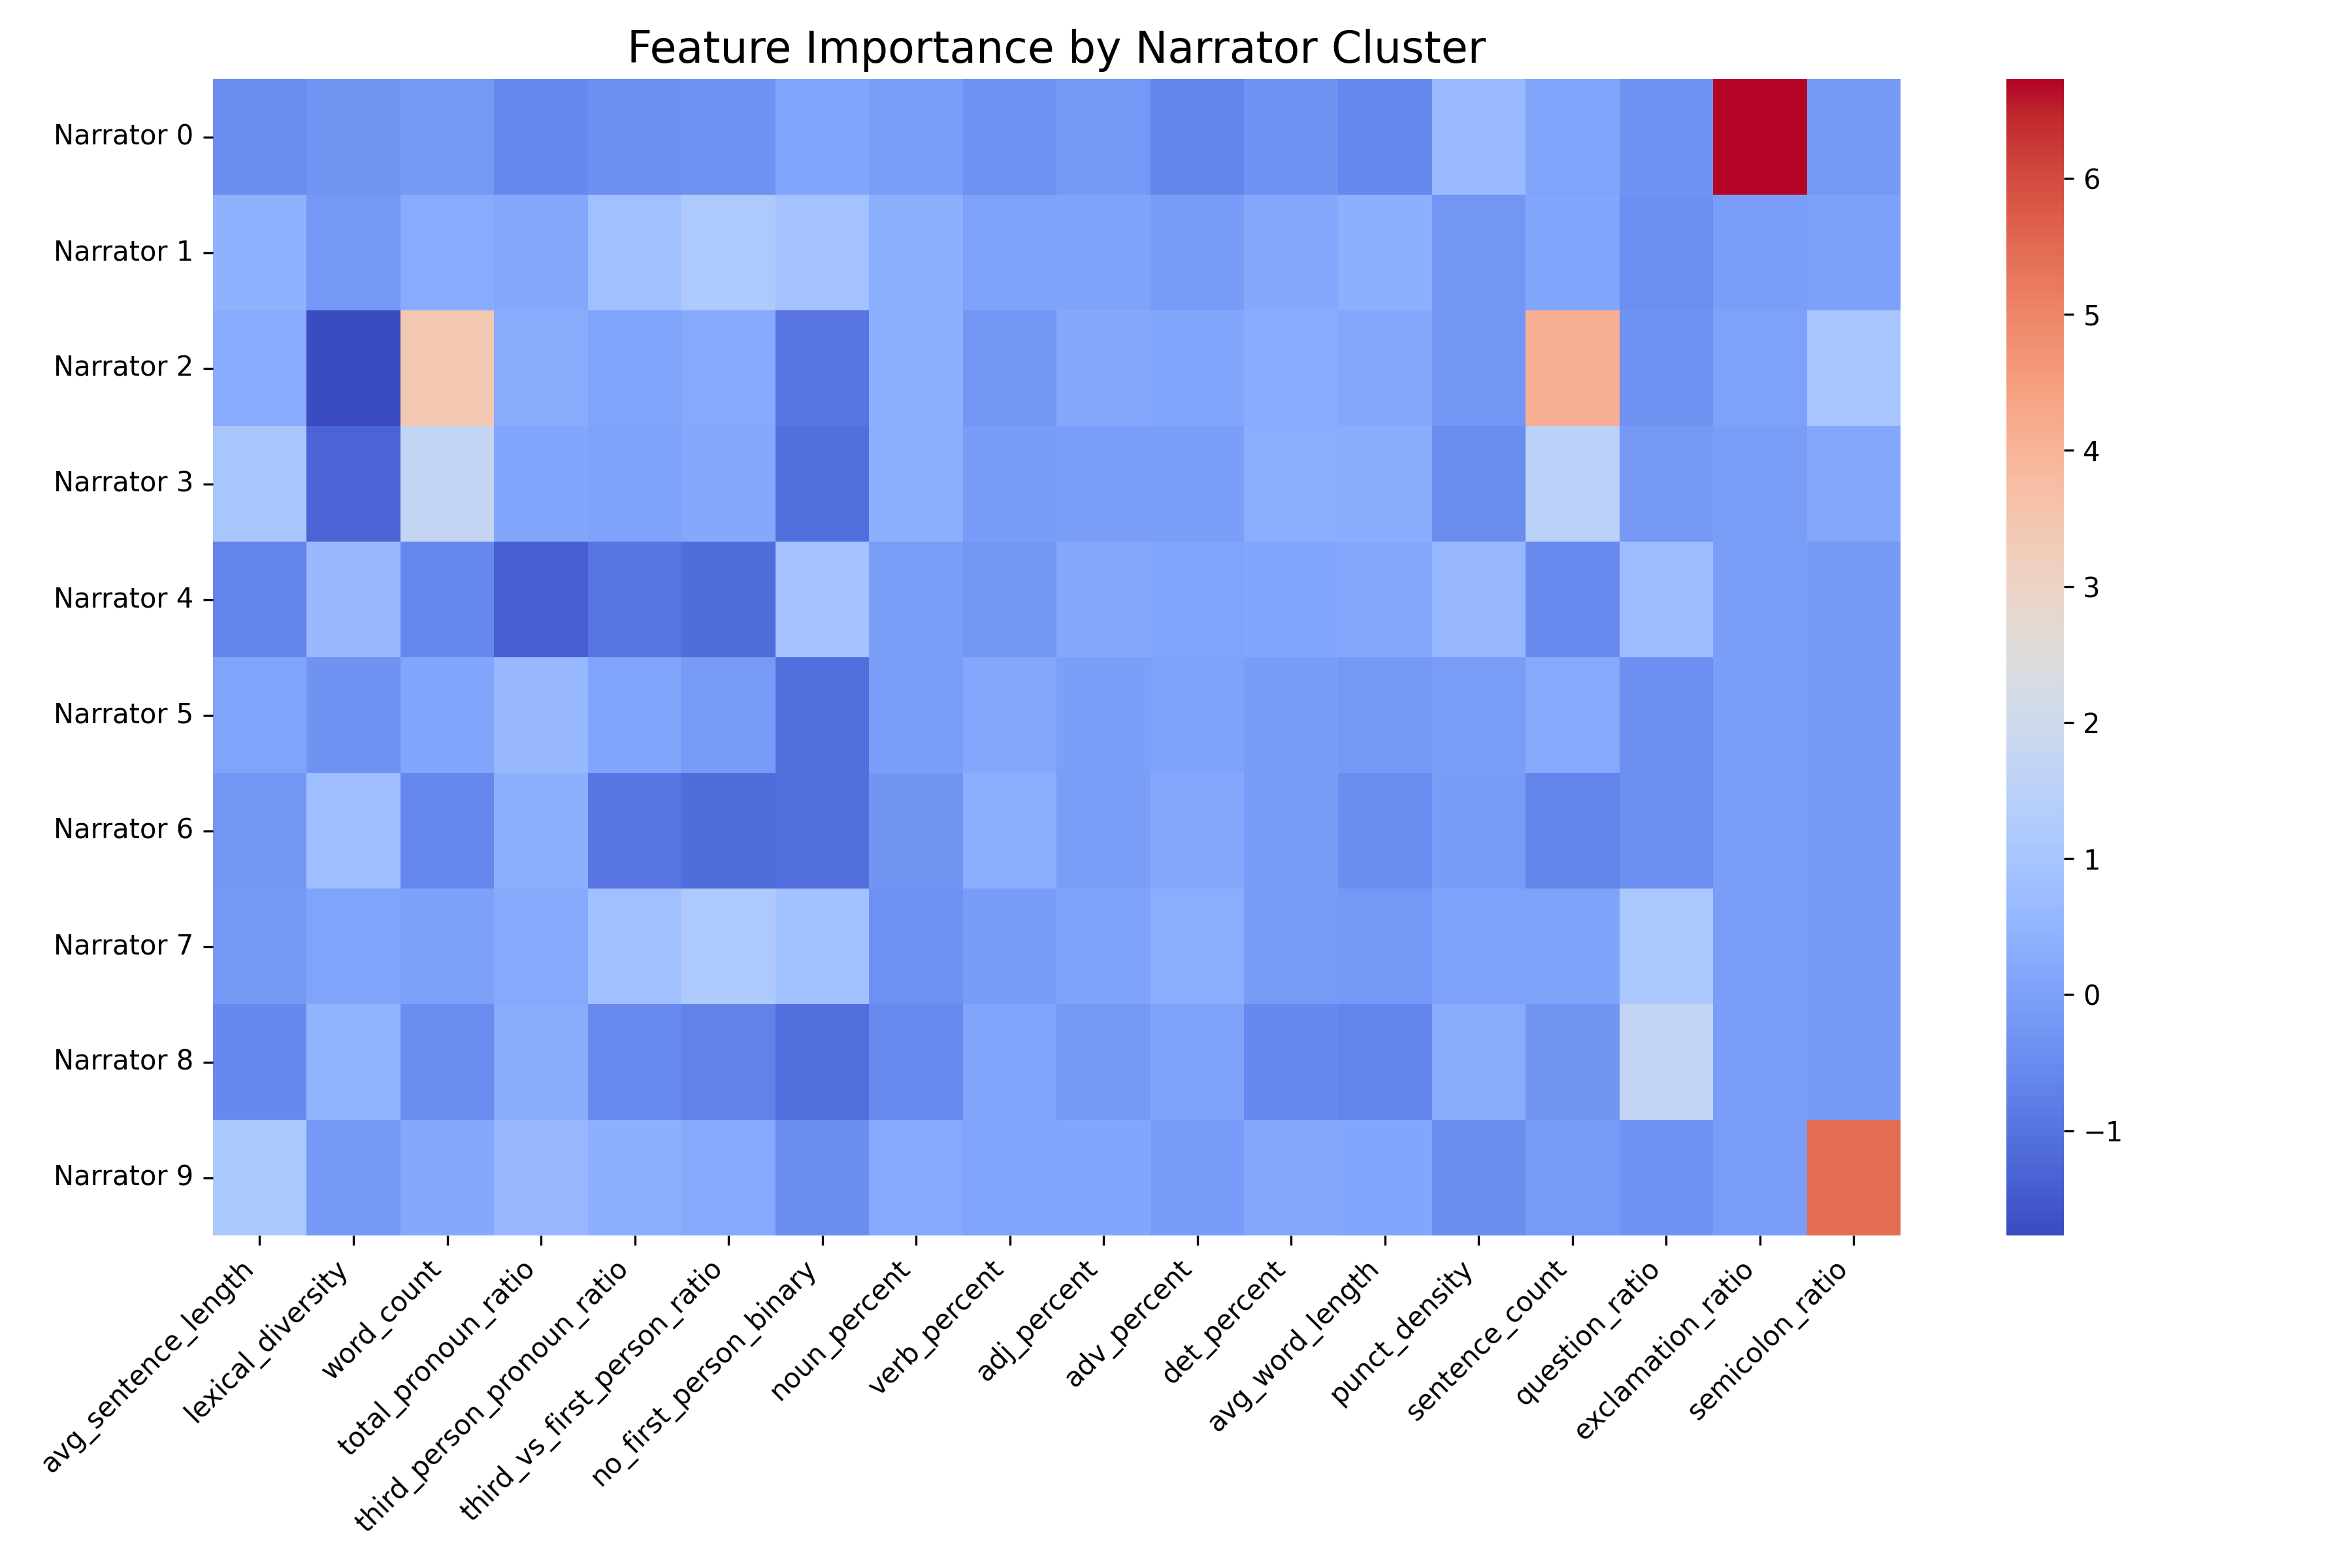 Feature Importance by Narrator Cluster
Narrator 0
Narrator 1
Narrator 2
Narrator 3
Narrator 4
Narrator 5
Narrator 6
Narrator 7
Narrator 8
Narrator 9
avg_sentence_length
lexical_diversity
word_count
total_pronoun_ratio
third_person_pronoun_ratio
third_vs_first_person_ratio
no_first_person_binary
noun_percent
verb_percent
adj_percent
adv_percent
det_percent
avg_word_length
punct_density
sentence_count
question_ratio
exclamation_ratio
semicolon_ratio
6
5
4
3
2
1
0
−1